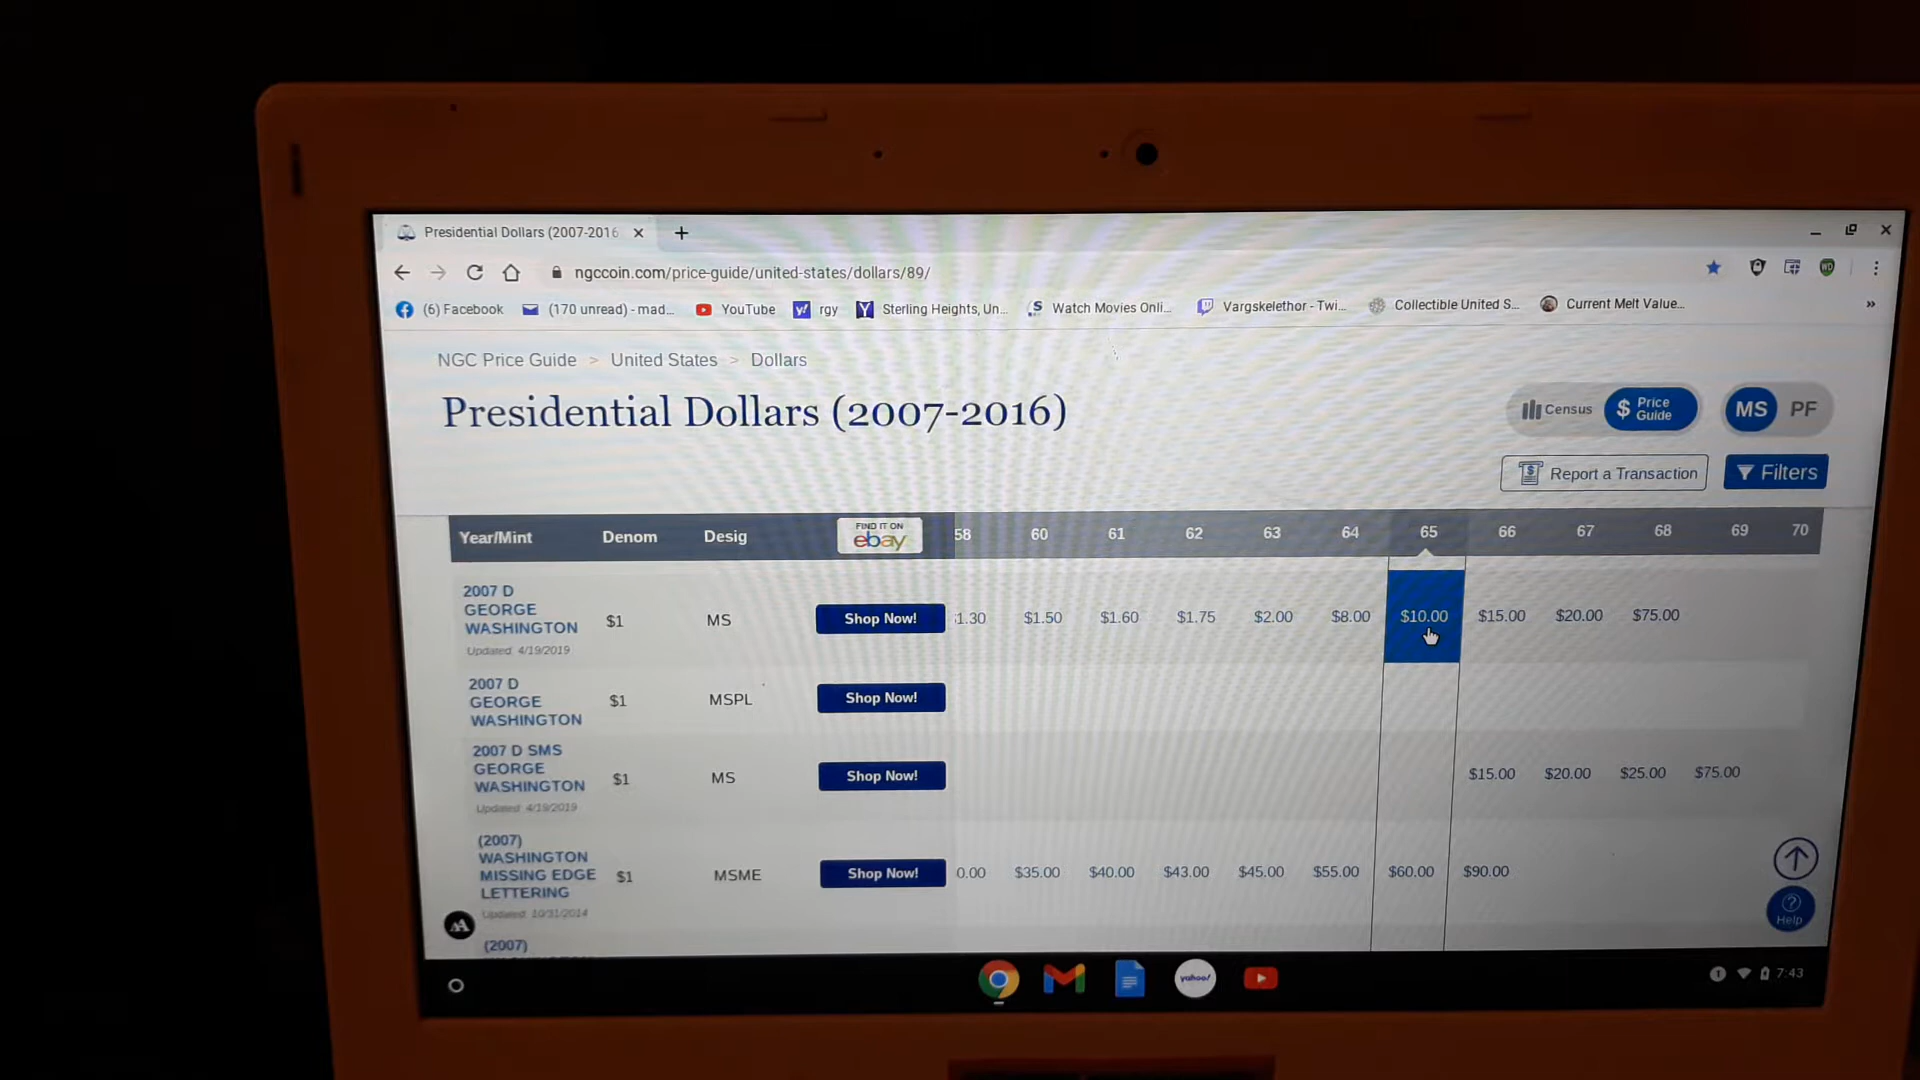 Presidential Dollars (2007-2016
ngccoin.com/price-guide/united-states/dollars/89/
(6) Facebook (170 unread) - mad... YouTube rgy Sterling Heights, Un... Watch Movies Onli... Vargskelethor - Twi... Collectible United S... Current Melt Value... »
NGC Price Guide > United States > Dollars
Presidential Dollars (2007-2016)
Census $ Price Guide MS PF
Report a Transaction Filters
Year/Mint Denom Desig FIND IT ON ebay 58 60 61 62 63 64 65 66 67 68 69 70
2007 D
GEORGE
WASHINGTON $1 MS Shop Now! 1.30 $1.50 $1.60 $1.75 $2.00 $8.00 $10.00 $15.00 $20.00 $75.00
Updated: 4/19/2019
2007 D
GEORGE
WASHINGTON $1 MSPL Shop Now!
2007 D SMS
GEORGE
WASHINGTON $1 MS Shop Now! $15.00 $20.00 $25.00 $75.00
Updated: 4/19/2019
(2007)
WASHINGTON
MISSING EDGE
LETTERING $1 MSME Shop Now! 0.00 $35.00 $40.00 $43.00 $45.00 $55.00 $60.00 $90.00
Updated: 10/31/2014
(2007)
Help
yahoo! 7:43